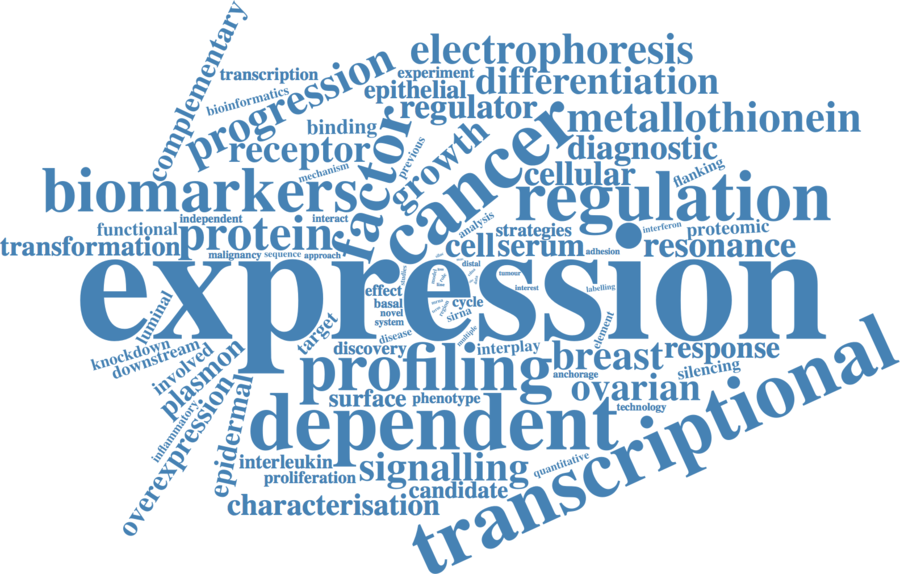 complementary
electrophoresis
transcription
progression
experiment
differentiation
epithelial
bioinformatics
regulator
metallothionein
binding
factor
previous
growth
cancer
receptor
diagnostic
mechanism
cellular
flanking
biomarkers
regulation
independent
interact
analysis
functional
protein
strategies
interferon
proteomic
transformation
cell
serum
adhesion
resonance
malignancy
sequence
approach
expression
distal
studies
tumour
interest
labelling
effect
basal
cycle
novel
sirna
system
region
luminal
target
disease
multiple
element
knockdown
downstream
discovery
interplay
breast
response
involved
profiling
anchorage
silencing
plasmon
surface
phenotype
ovarian
technology
inflammatory
overexpression
epidermal
dependent
transcriptional
interleukin
signalling
quantitative
proliferation
candidate
characterisation